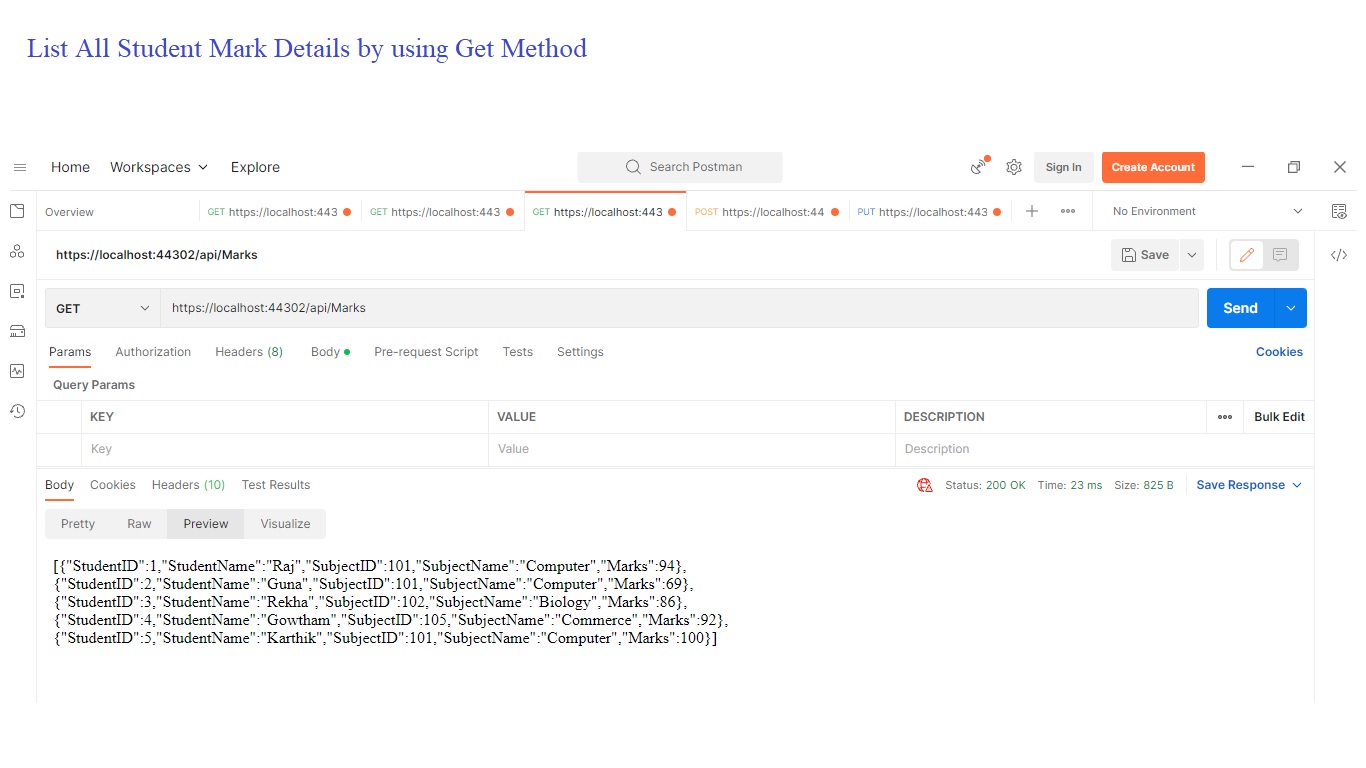 List All Student Mark Details by using Get Method
Home Workspaces Explore Search Postman Sign In Create Account
Overview GET https://localhost:443 GET https://localhost:443 GET https://localhost:443 POST https://localhost:44 PUT https://localhost:443 No Environment
https://localhost:44302/api/Marks Save
GET https://localhost:44302/api/Marks Send
Params Authorization Headers (8) Body Pre-request Script Tests Settings Cookies
Query Params
KEY VALUE DESCRIPTION Bulk Edit
Key Value Description
Body Cookies Headers (10) Test Results Status: 200 OK Time: 23 ms Size: 825 B Save Response
Pretty Raw Preview Visualize
[{"StudentID":1,"StudentName":"Raj","SubjectID":101,"SubjectName":"Computer","Marks":94},
{"StudentID":2,"StudentName":"Guna","SubjectID":101,"SubjectName":"Computer","Marks":69},
{"StudentID":3,"StudentName":"Rekha","SubjectID":102,"SubjectName":"Biology","Marks":86},
{"StudentID":4,"StudentName":"Gowtham","SubjectID":105,"SubjectName":"Commerce","Marks":92},
{"StudentID":5,"StudentName":"Karthik","SubjectID":101,"SubjectName":"Computer","Marks":100}]